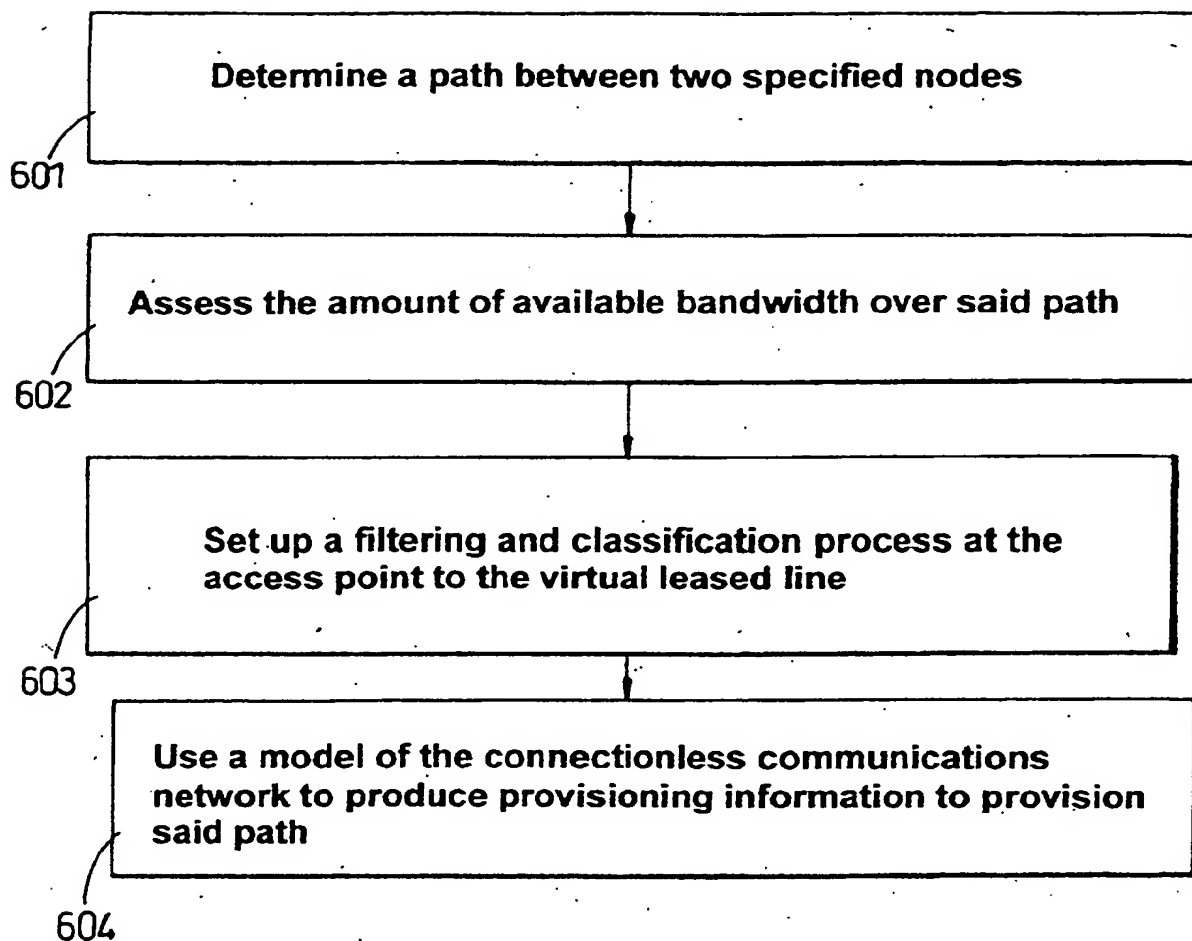 Determine a path between two specified nodes
601
Assess the amount of available bandwidth over said path
602
Set up a filtering and classification process at the
access point to the virtual leased line
603
Use a model of the connectionless communications
network to produce provisioning information to provision
said path
604